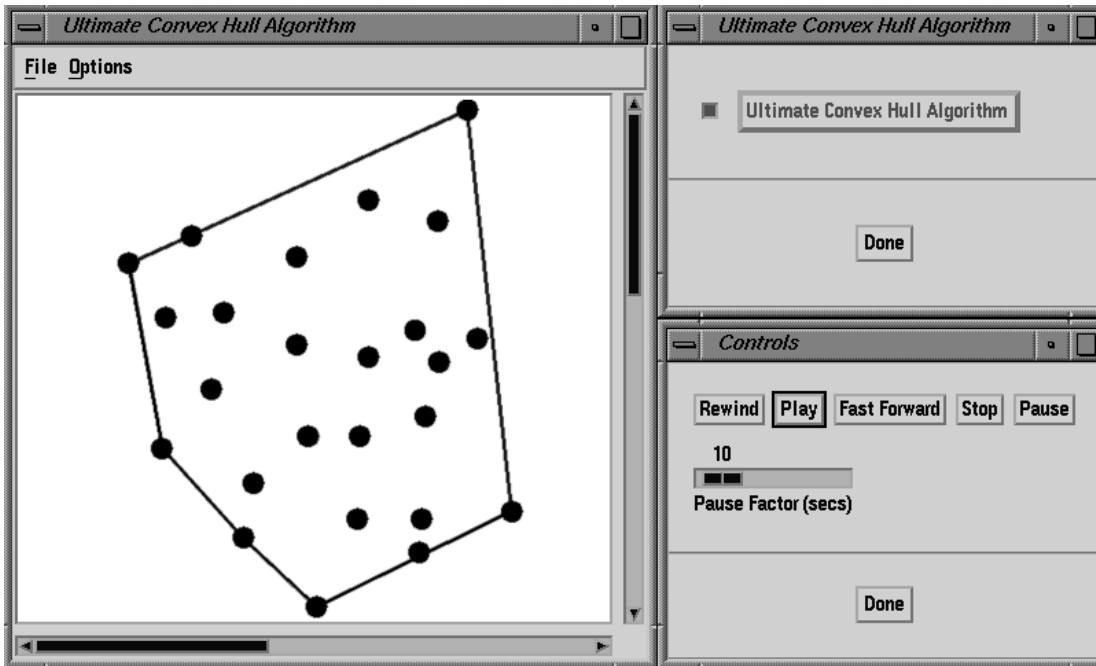 Ultimate Convex Hull Algorithm
File Options
Ultimate Convex Hull Algorithm
Ultimate Convex Hull Algorithm
Done
Controls
Rewind Play Fast Forward Stop Pause
10
Pause Factor (secs)
Done